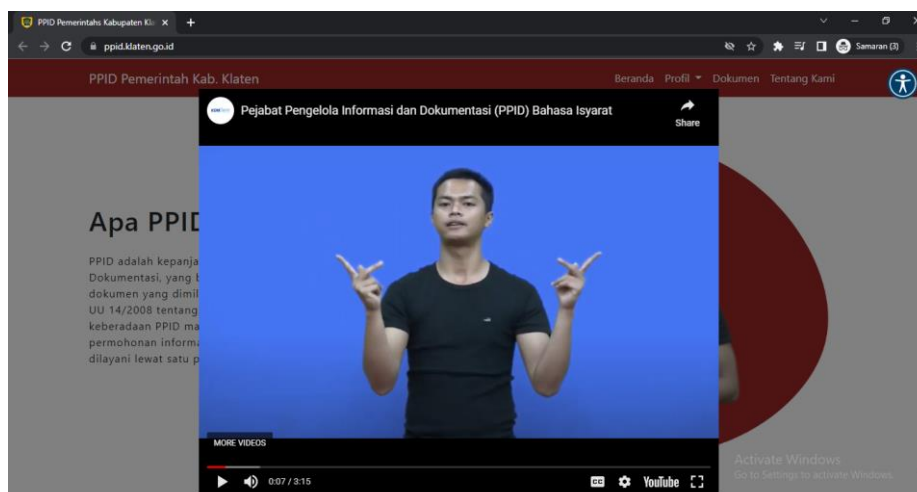 PPID Pemerintahs Kabupaten Kla
ppid.klaten.go.id
Samaran (3)
PPID Pemerintah Kab. Klaten
Beranda Profil Dokumen Tentang Kami
Pejabat Pengelola Informasi dan Dokumentasi (PPID) Bahasa Isyarat
Share
Apa PPID
PPID adalah kepanja
Dokumentasi, yang b
dokumen yang dimil
UU 14/2008 tentang
keberadaan PPID ma
permohonan informa
dilayani lewat satu p
MORE VIDEOS
0:07 / 3:15
CC
YouTube
Activate Windows
Go to Settings to activate Windows.